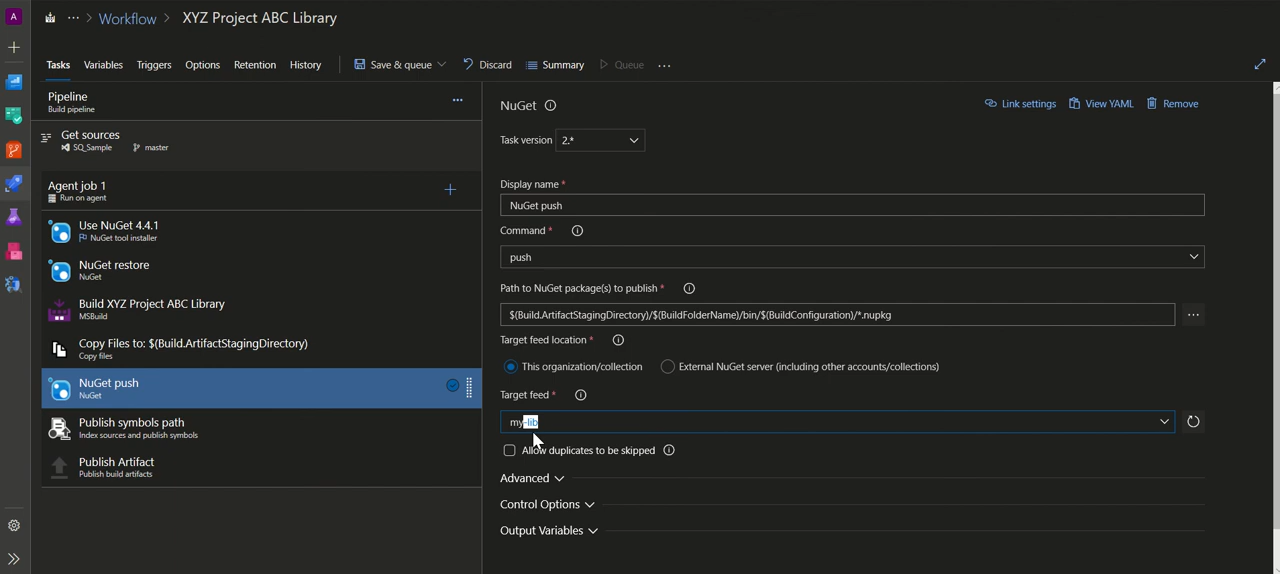 A
... > Workflow > XYZ Project ABC Library
Tasks Variables Triggers Options Retention History Save & queue Discard Summary Queue ...
Pipeline
Build pipeline
...
Get sources
SQ_Sample master
Agent job 1
Run on agent
Use NuGet 4.4.1
NuGet tool installer
NuGet restore
NuGet
Build XYZ Project ABC Library
MSBuild
Copy Files to: $(Build.ArtifactStagingDirectory)
Copy files
NuGet push
NuGet
Publish symbols path
Index sources and publish symbols
Publish Artifact
Publish build artifacts
NuGet
Link settings View YAML Remove
Task version 2.*
Display name *
NuGet push
Command *
push
Path to NuGet package(s) to publish *
$(Build.ArtifactStagingDirectory)/$(BuildFolderName)/bin/$(BuildConfiguration)/*.nupkg
...
Target feed location *
This organization/collection External NuGet server (including other accounts/collections)
Target feed *
my-lib
Allow duplicates to be skipped
Advanced
Control Options
Output Variables